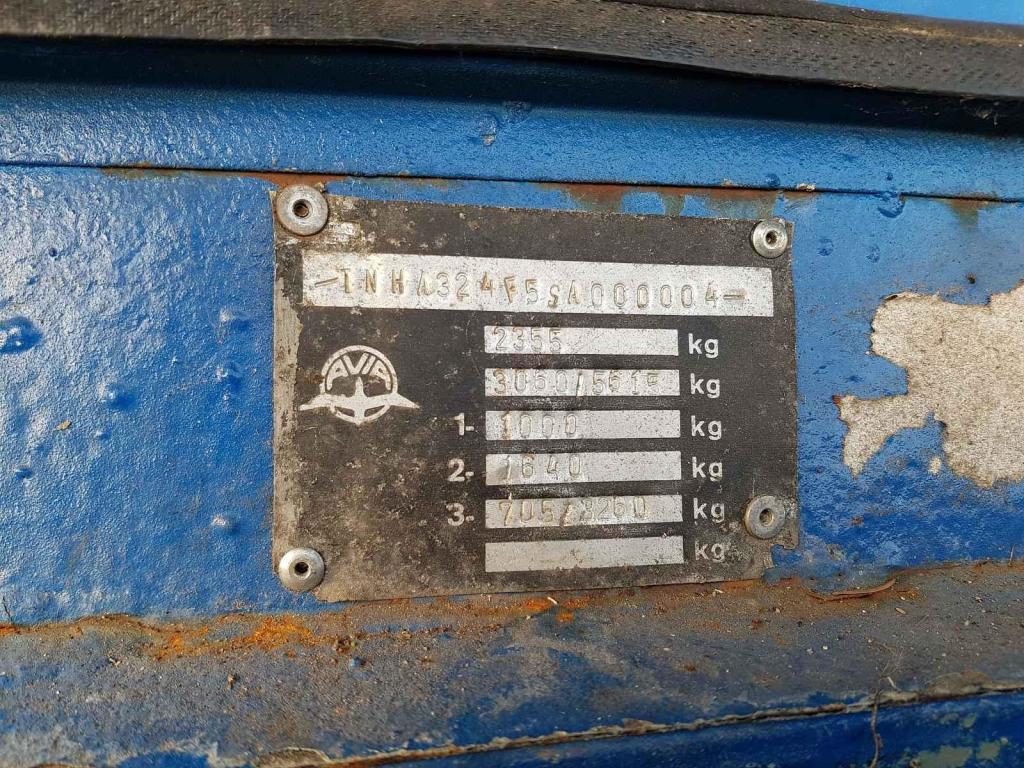 -TNHA324F5SA000004-
2355 kg
AVIA
3060/5615 kg
1- 1000 kg
2- 1640 kg
3- 705/3260 kg
kg